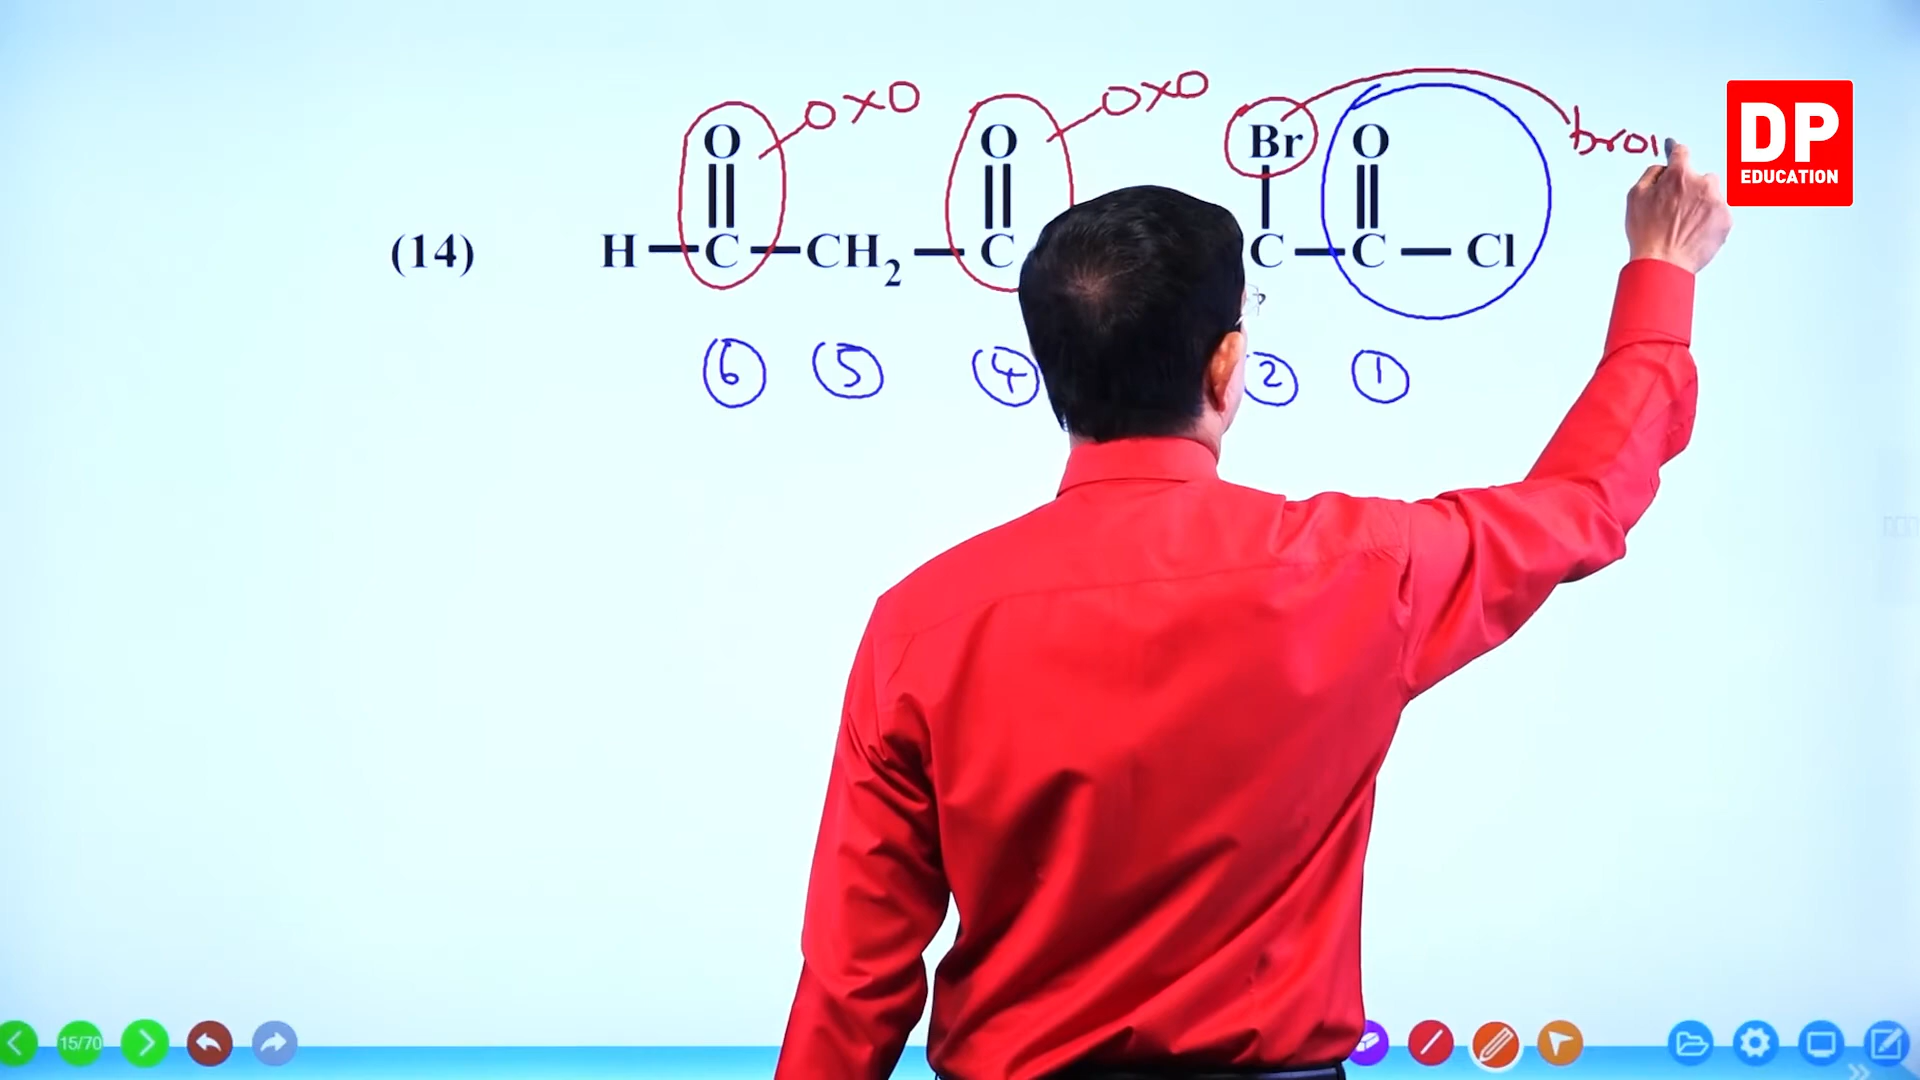 OXO
OXO
bro
O
O
Br
O
DP
EDUCATION
(14)
H—C—CH2—C
C—C—Cl
6 5 4
2 1
15/70